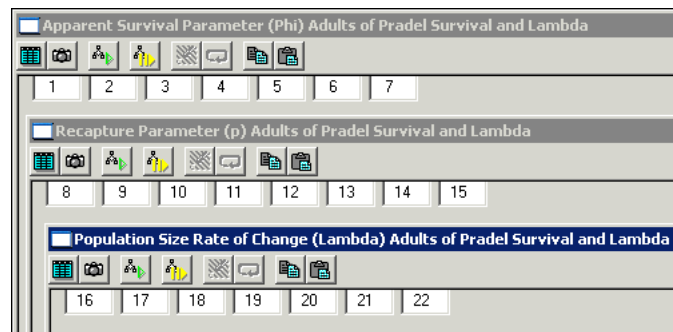 Apparent Survival Parameter (Phi) Adults of Pradel Survival and Lambda
1 2 3 4 5 6 7
Recapture Parameter (p) Adults of Pradel Survival and Lambda
8 9 10 11 12 13 14 15
Population Size Rate of Change (Lambda) Adults of Pradel Survival and Lambda
16 17 18 19 20 21 22